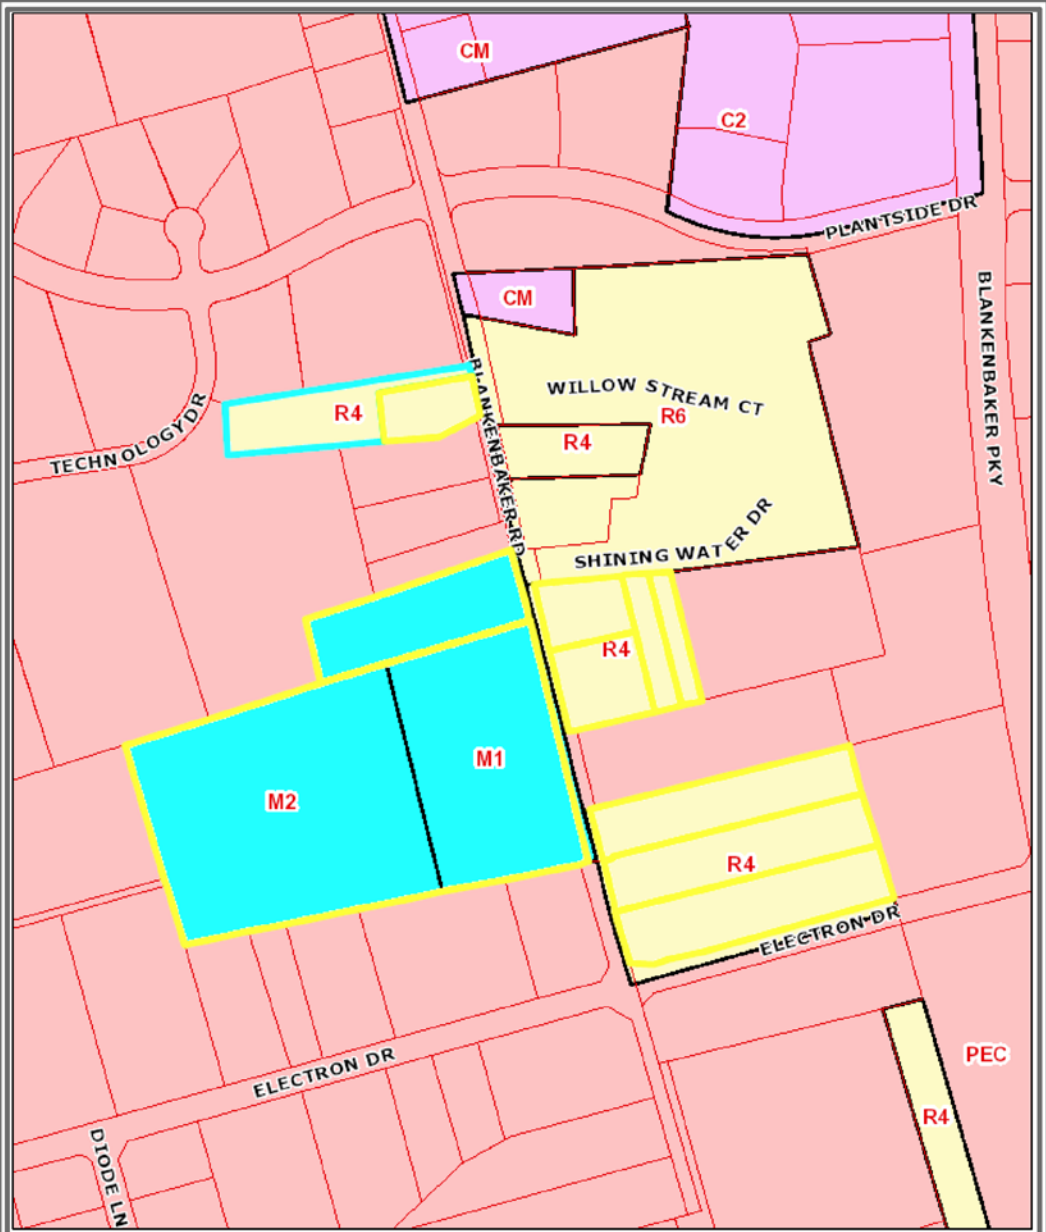 CM
C2
PLANTSIDE DR
CM
BLANKENBAKER PKY
WILLOW STREAM CT
R6
R4
BLANKENBAKER RD
R4
TECHNOLOGY DR
SHINING WATER DR
R4
M1
M2
R4
ELECTRON DR
ELECTRON DR
PEC
R4
DIODE LN